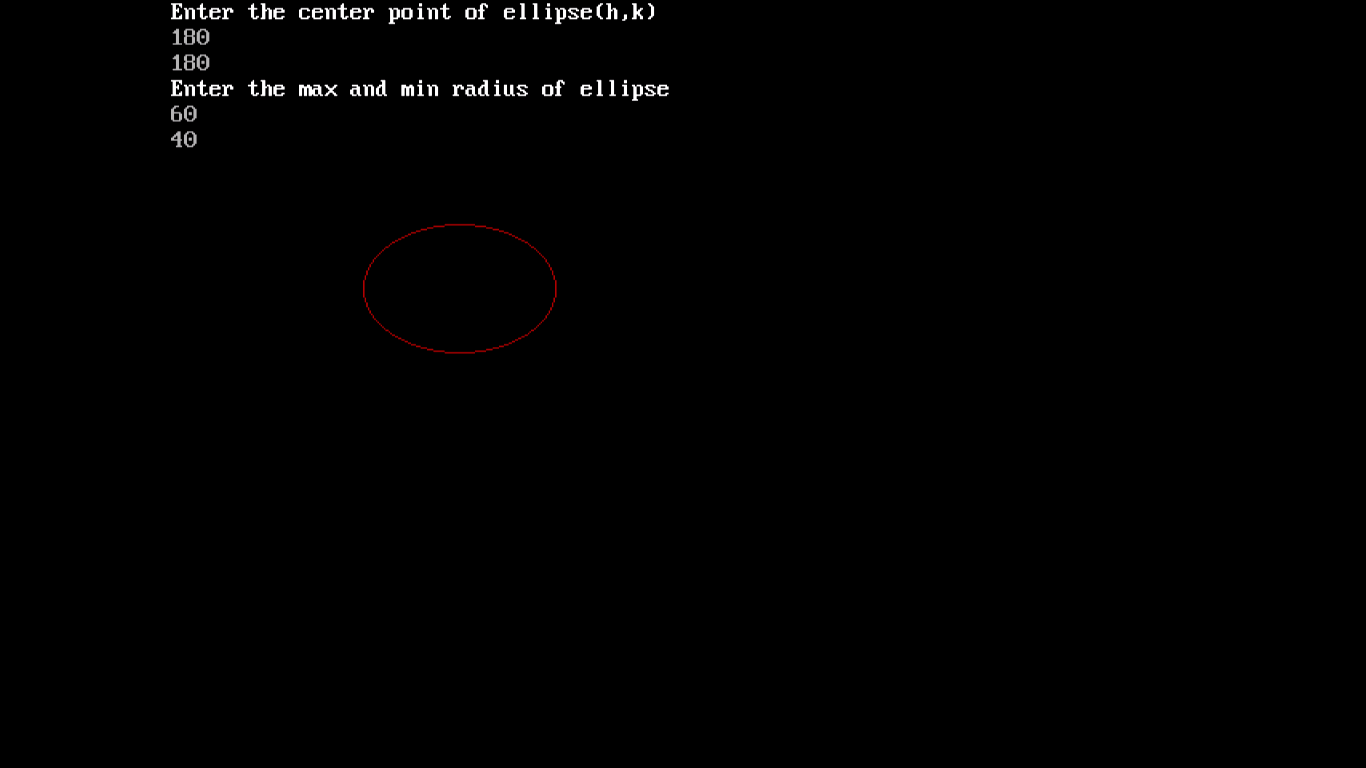 Enter the center point of ellipse(h,k)
180
180
Enter the max and min radius of ellipse
60
40